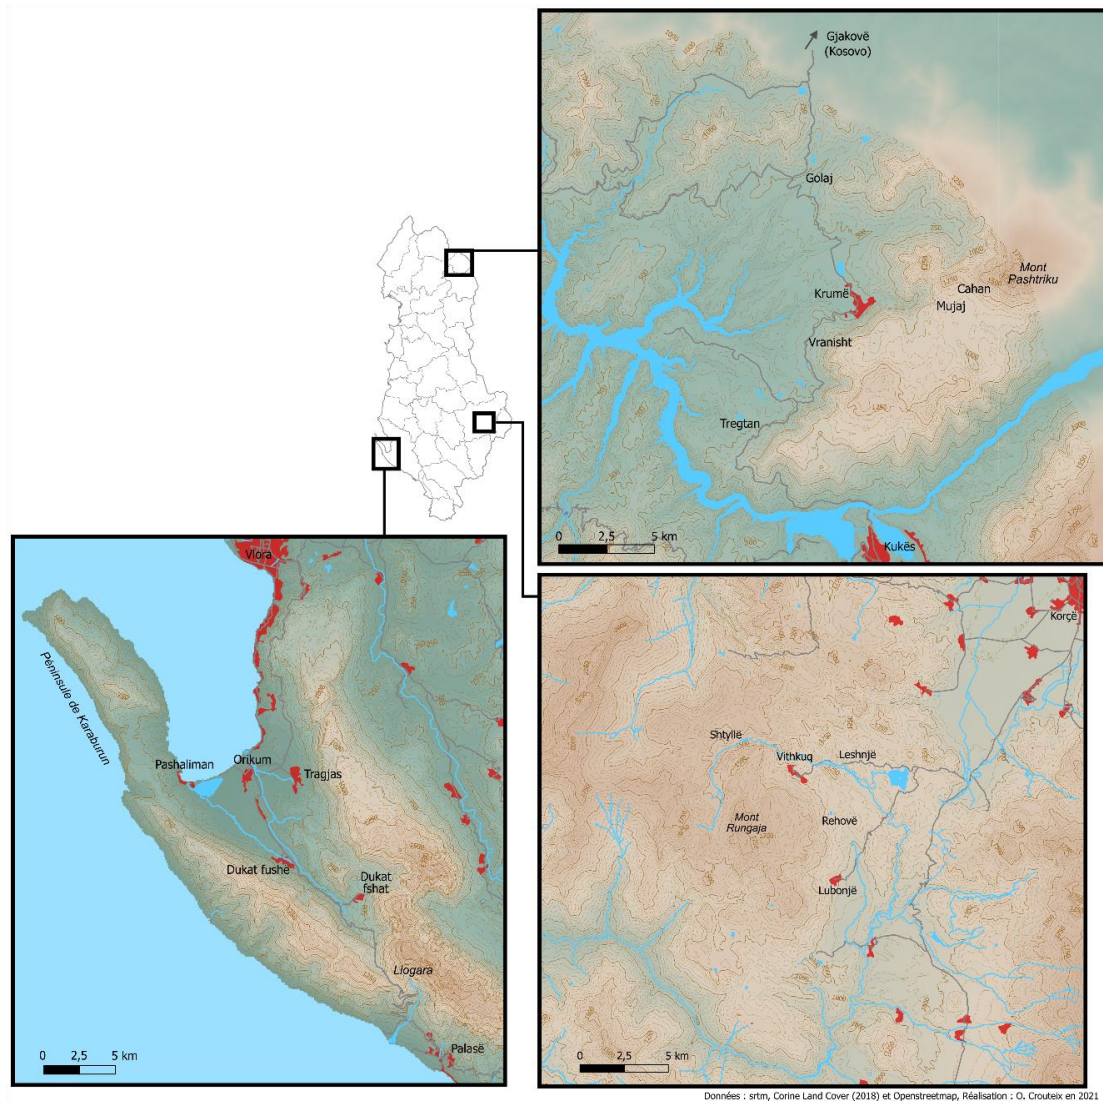 Gjakovë
(Kosovo)
Golaj
Mont
Pashtriku
Cahan
Mujaj
Krumë
Vranisht
Tregtan
0 2,5 5 km
Kukës
Vlora
Péninsule de Karaburun
Pashaliman
Orikum
Tragjas
Dukat fushë
Dukat
fshat
Llogara
Palasë
0 2,5 5 km
Korçë
Shtyllë
Vithkuq
Leshnjë
Mont
Rungaja
Rehovë
Lubonjë
0 2,5 5 km
Données : srtm, Corine Land Cover (2018) et Openstreetmap, Réalisation : O. Crouteix en 2021